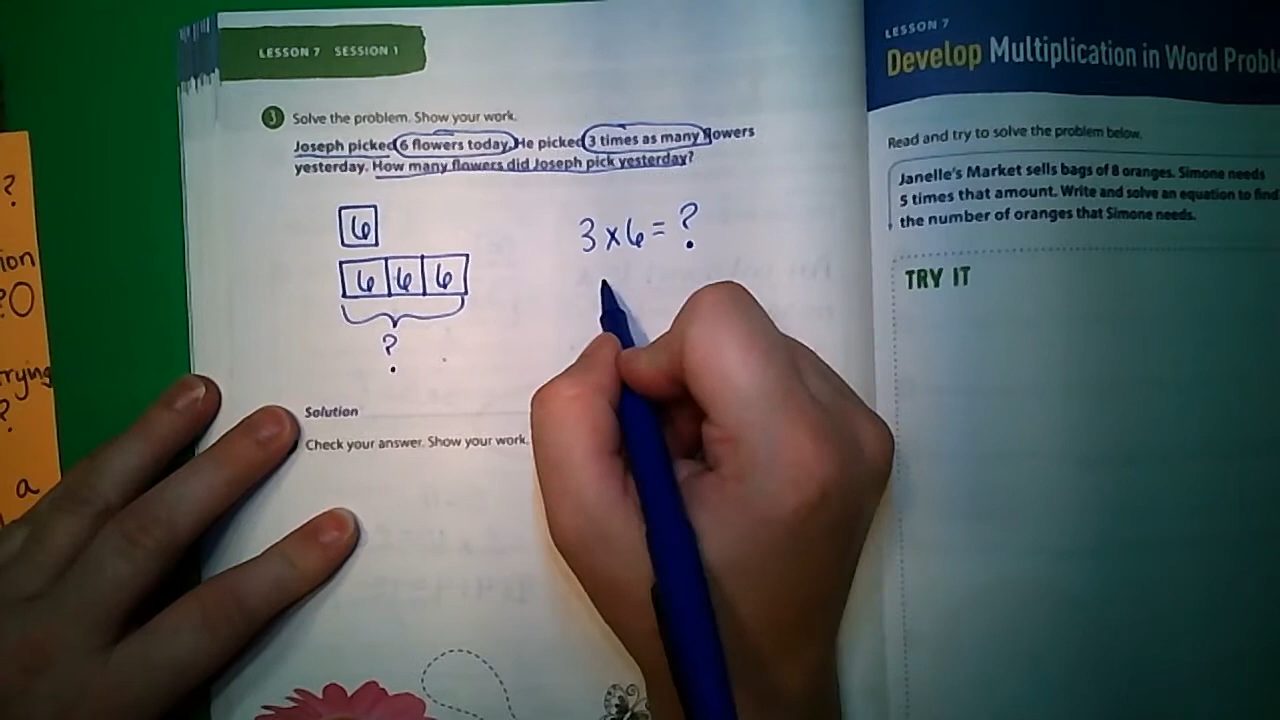 LESSON 7 SESSION 1
3 Solve the problem. Show your work.
Joseph picked 6 flowers today. He picked 3 times as many flowers
yesterday. How many flowers did Joseph pick yesterday?
6
6 6 6
?
3 x 6 = ?
Solution
Check your answer. Show your work.
LESSON 7
Develop Multiplication in Word
Read and try to solve the problem below.
Janelle's Market sells bags of 8 oranges. Simone needs
5 times that amount. Write and solve an equation to find
the number of oranges that Simone needs.
TRY IT
?
?
a